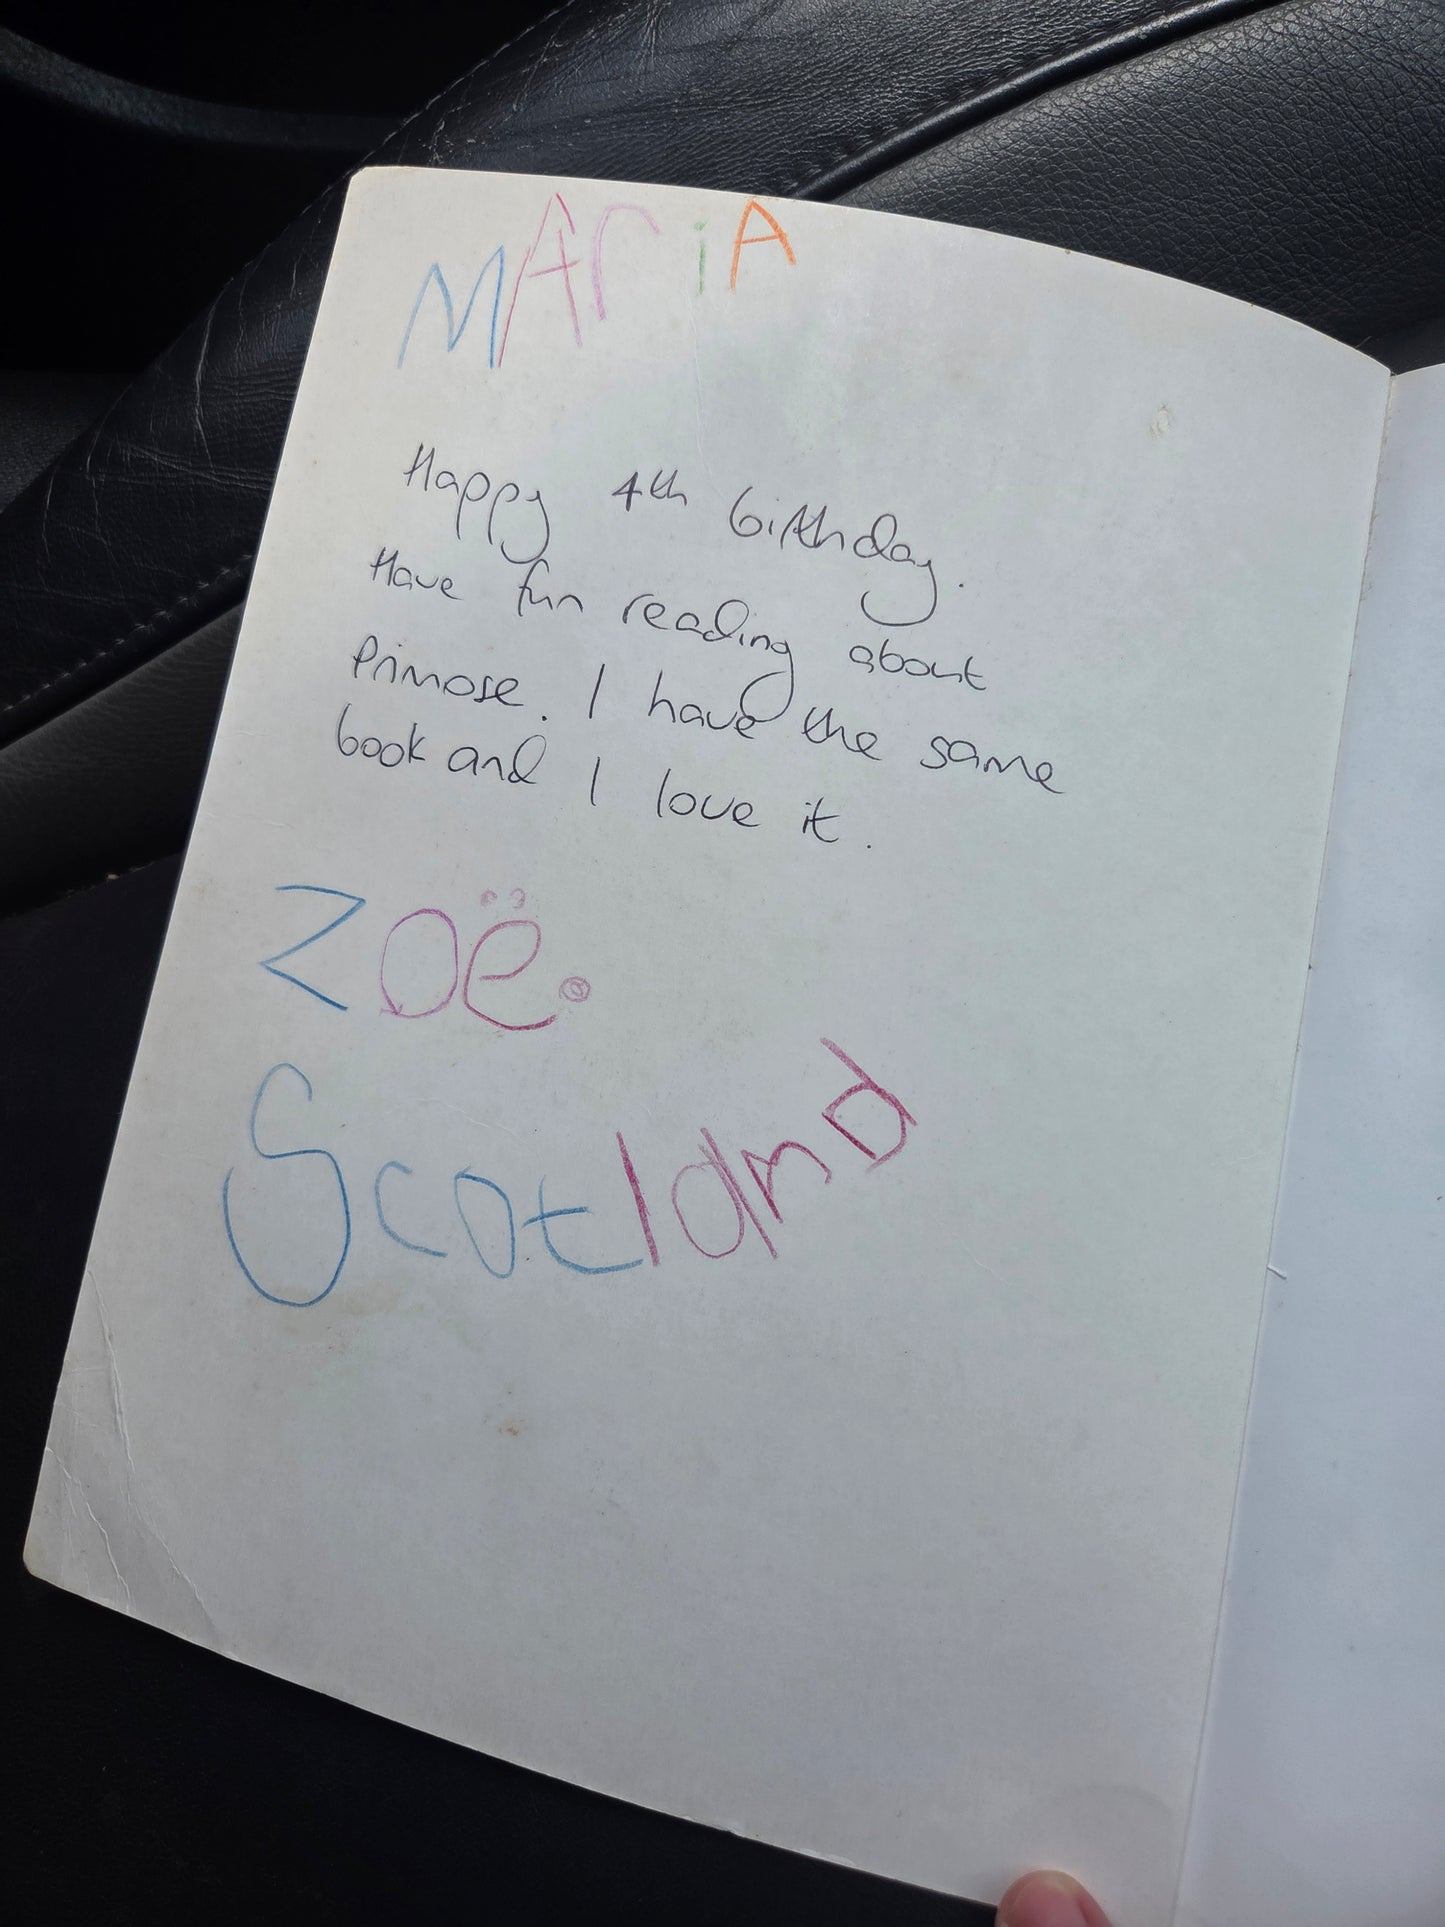 MAriA
Happy 4th birthday.
Have fun reading about
Primose. I have the same
book and I love it.
Zoë.
Scotland